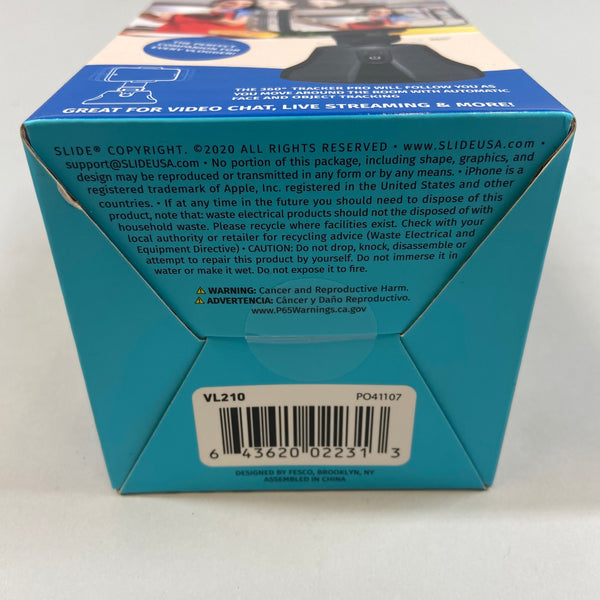 THE PERFECT
COMPANION FOR
EVERY VLOGGER!
THE 360° TRACKER PRO WILL FOLLOW YOU AS
YOU MOVE AROUND THE ROOM WITH AUTOMATIC
FACE AND OBJECT TRACKING
GREAT FOR VIDEO CHAT, LIVE STREAMING & MORE!
SLIDE® COPYRIGHT. ©2020 ALL RIGHTS RESERVED • www.SLIDEUSA.com •
support@SLIDEUSA.com • No portion of this package, including shape, graphics, and
design may be reproduced or transmitted in any form or by any means. • iPhone is a
registered trademark of Apple, Inc. registered in the United States and other
countries. • If at any time in the future you should need to dispose of this
product, note that: waste electrical products should not the disposed of with
household waste. Please recycle where facilities exist. Check with your
local authority or retailer for recycling advice (Waste Electrical and
Equipment Directive) • CAUTION: Do not drop, knock, disassemble or
attempt to repair this product by yourself. Do not immerse it in
water or make it wet. Do not expose it to fire.
WARNING: Cancer and Reproductive Harm.
ADVERTENCIA: Cáncer y Daño Reproductivo.
www.P65Warnings.ca.gov
VL210 PO41107
6 43620 02231 3
DESIGNED BY FESCO, BROOKLYN, NY
ASSEMBLED IN CHINA